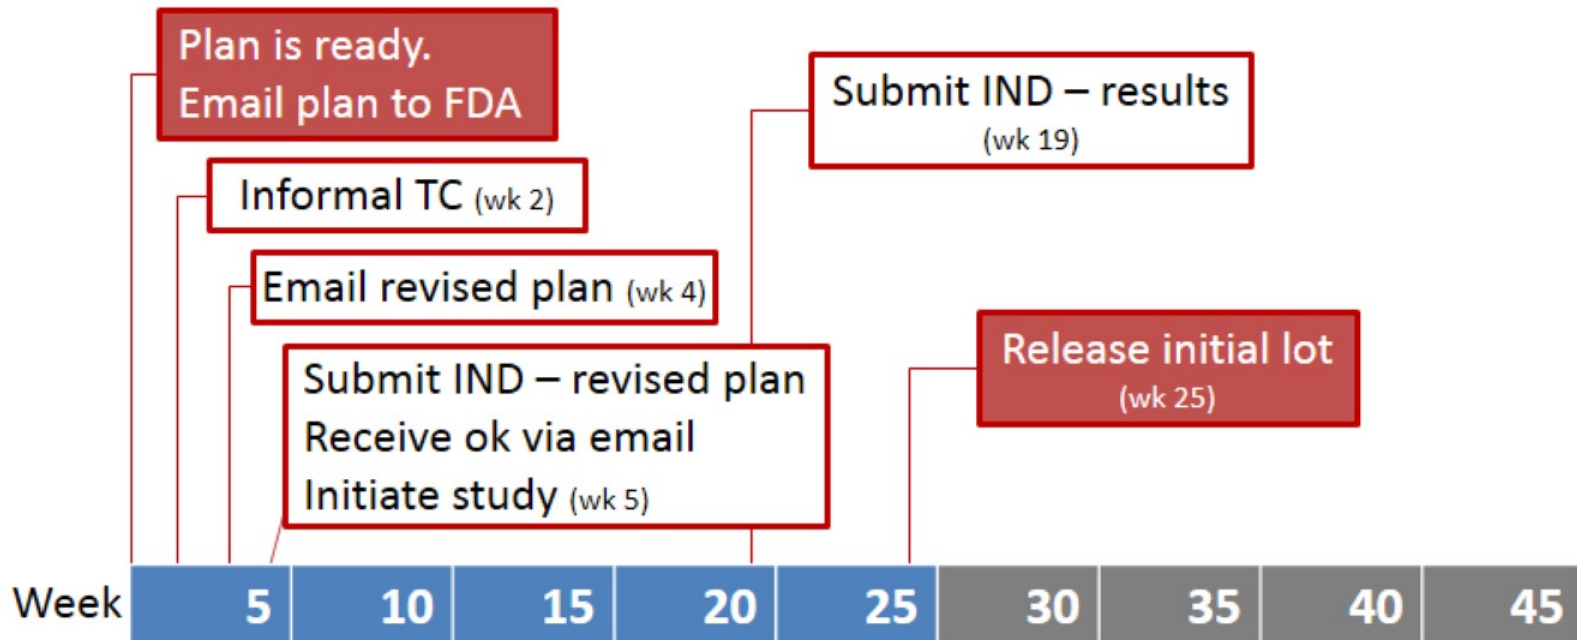 Plan is ready.
Email plan to FDA
Informal TC (wk 2)
Email revised plan (wk 4)
Submit IND – revised plan
Receive ok via email
Initiate study (wk 5)
Submit IND – results
(wk 19)
Release initial lot
(wk 25)
Week 5 10 15 20 25 30 35 40 45